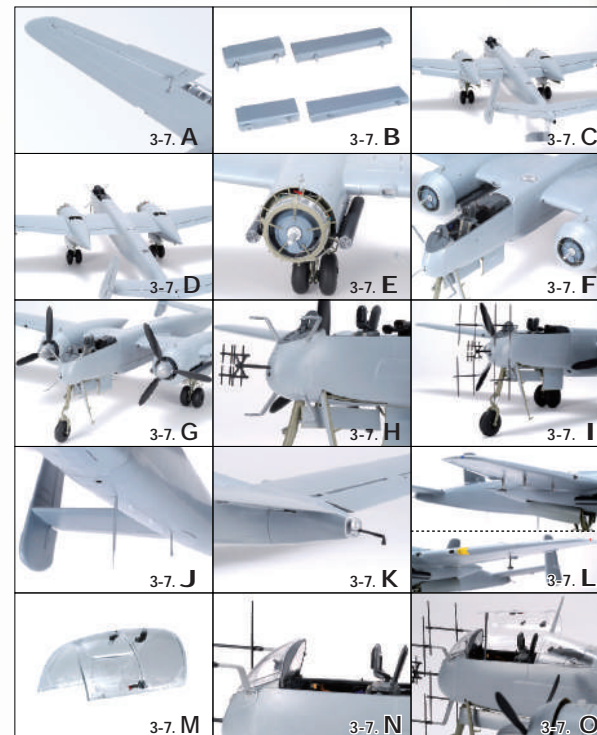 3-7. A
3-7. B
3-7. C
3-7. D
3-7. E
3-7. F
3-7. G
3-7. H
3-7. I
3-7. J
3-7. K
3-7. L
3-7. M
3-7. N
3-7. O